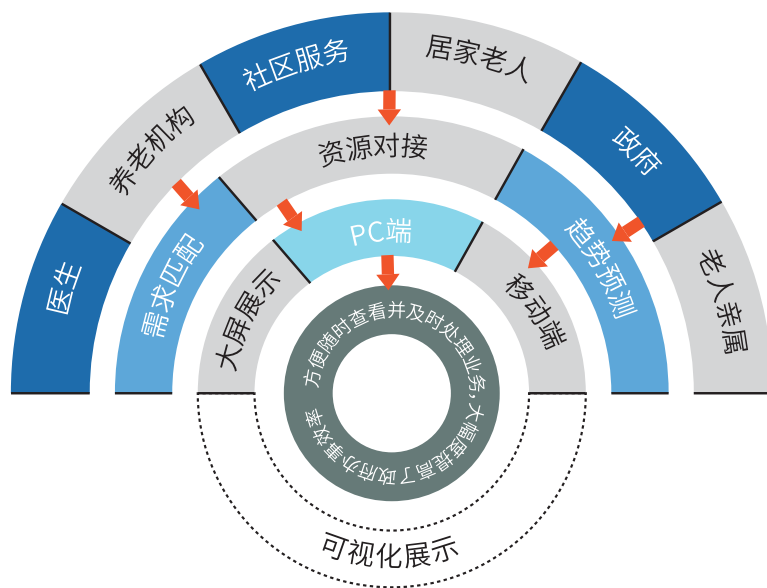 医生
养老机构
社区服务
居家老人
政府
老人亲属
需求匹配
资源对接
趋势预测
大屏展示
PC端
移动端
方便随时查看并及时处理业务，大幅度提高了政府办事效率
可视化展示